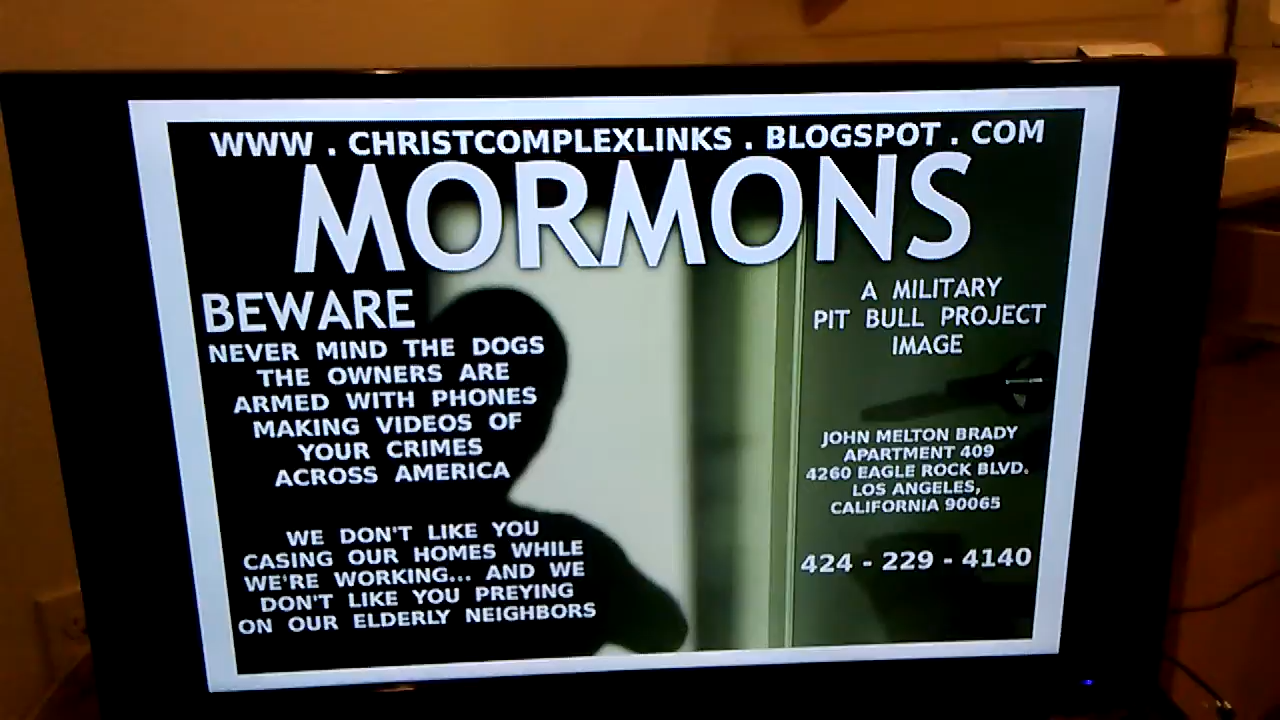 WWW . CHRISTCOMPLEXLINKS . BLOGSPOT . COM
MORMONS
BEWARE
NEVER MIND THE DOGS
THE OWNERS ARE
ARMED WITH PHONES
MAKING VIDEOS OF
YOUR CRIMES
ACROSS AMERICA
WE DON'T LIKE YOU
CASING OUR HOMES WHILE
WE'RE WORKING... AND WE
DON'T LIKE YOU PREYING
ON OUR ELDERLY NEIGHBORS
A MILITARY
PIT BULL PROJECT
IMAGE
JOHN MELTON BRADY
APARTMENT 409
4260 EAGLE ROCK BLVD.
LOS ANGELES,
CALIFORNIA 90065
424 - 229 - 4140